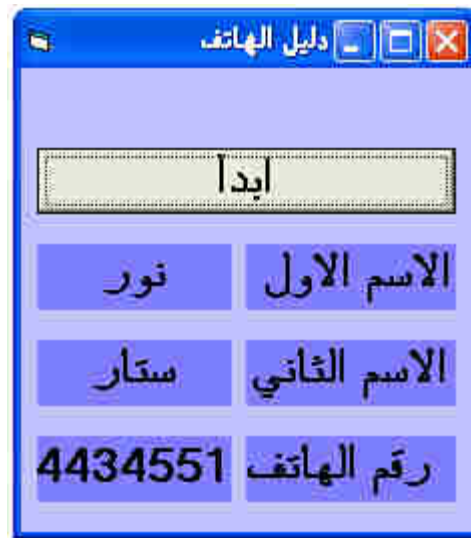 دليل الهاتف
ابدأ
الاسم الاول نور
الاسم الثاني ستار
رقم الهاتف 4434551